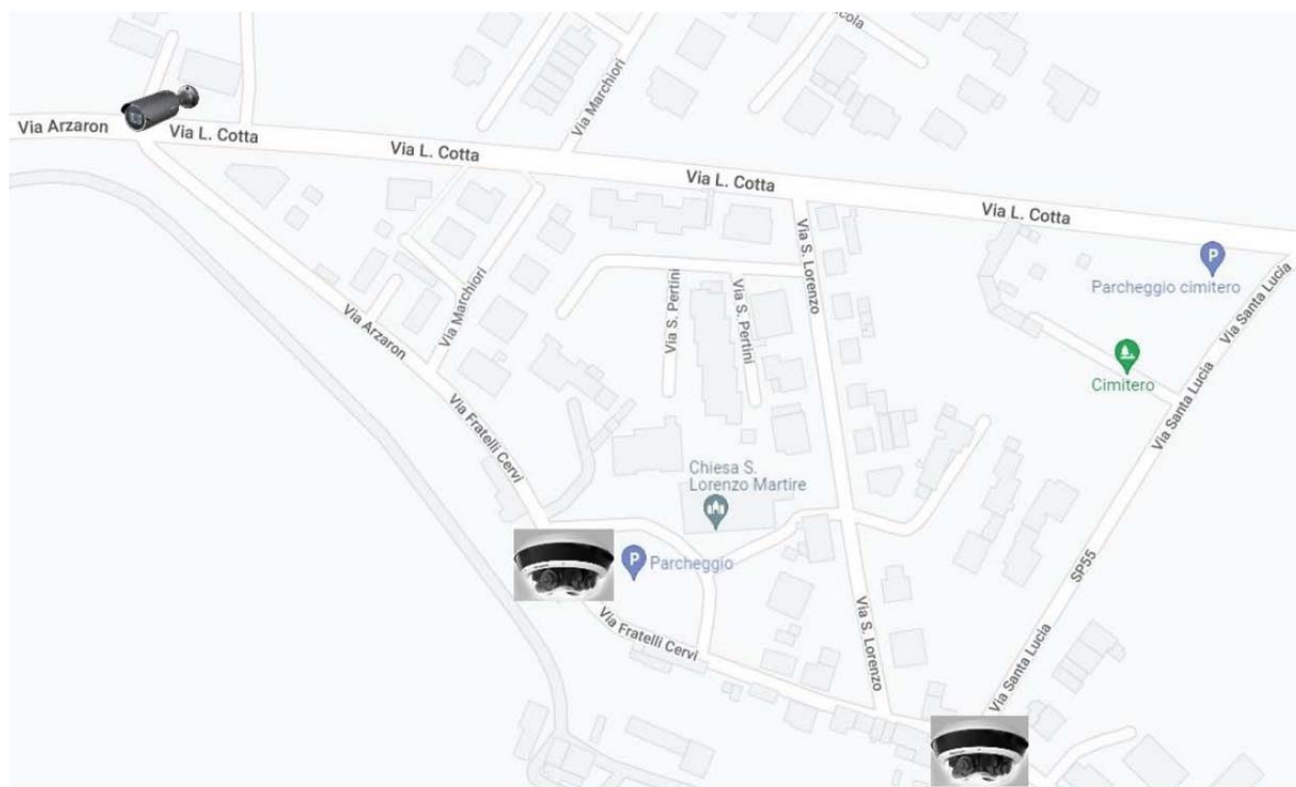 cola
Via Marchiori
Via Arzaron
Via L. Cotta
Via L. Cotta
Via L. Cotta
Via L. Cotta
Via S. Lorenzo
P
Parcheggio cimitero
Via Santa Lucia
Via Marchiori
Via S. Pertini
Via S. Pertini
Via Arzaron
Cimitero
Via Santa Lucia
Via Fratelli Cervi
Chiesa S.
Lorenzo Martire
P
Parcheggio
SP55
Via Fratelli Cervi
Via S. Lorenzo
Via Santa Lucia